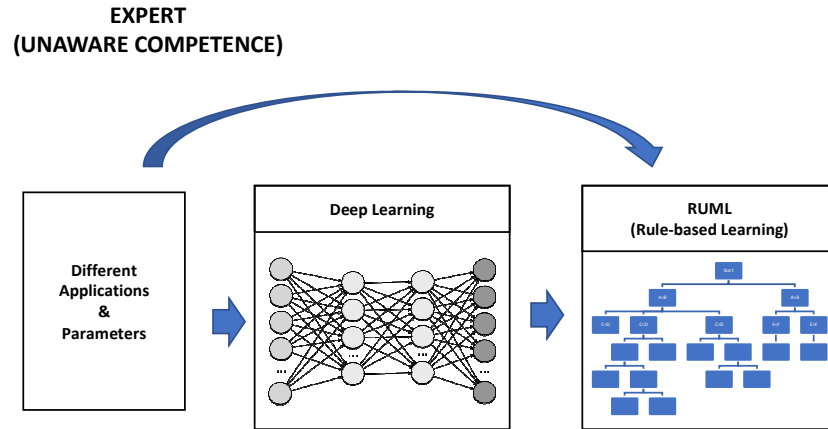 EXPERT
(UNAWARE COMPETENCE)
Different
Applications
&
Parameters
Deep Learning
...
...
...
...
RUML
(Rule-based Learning)
Start
A<B
A>B
C>D
C<D
C>D
E<F
E>F